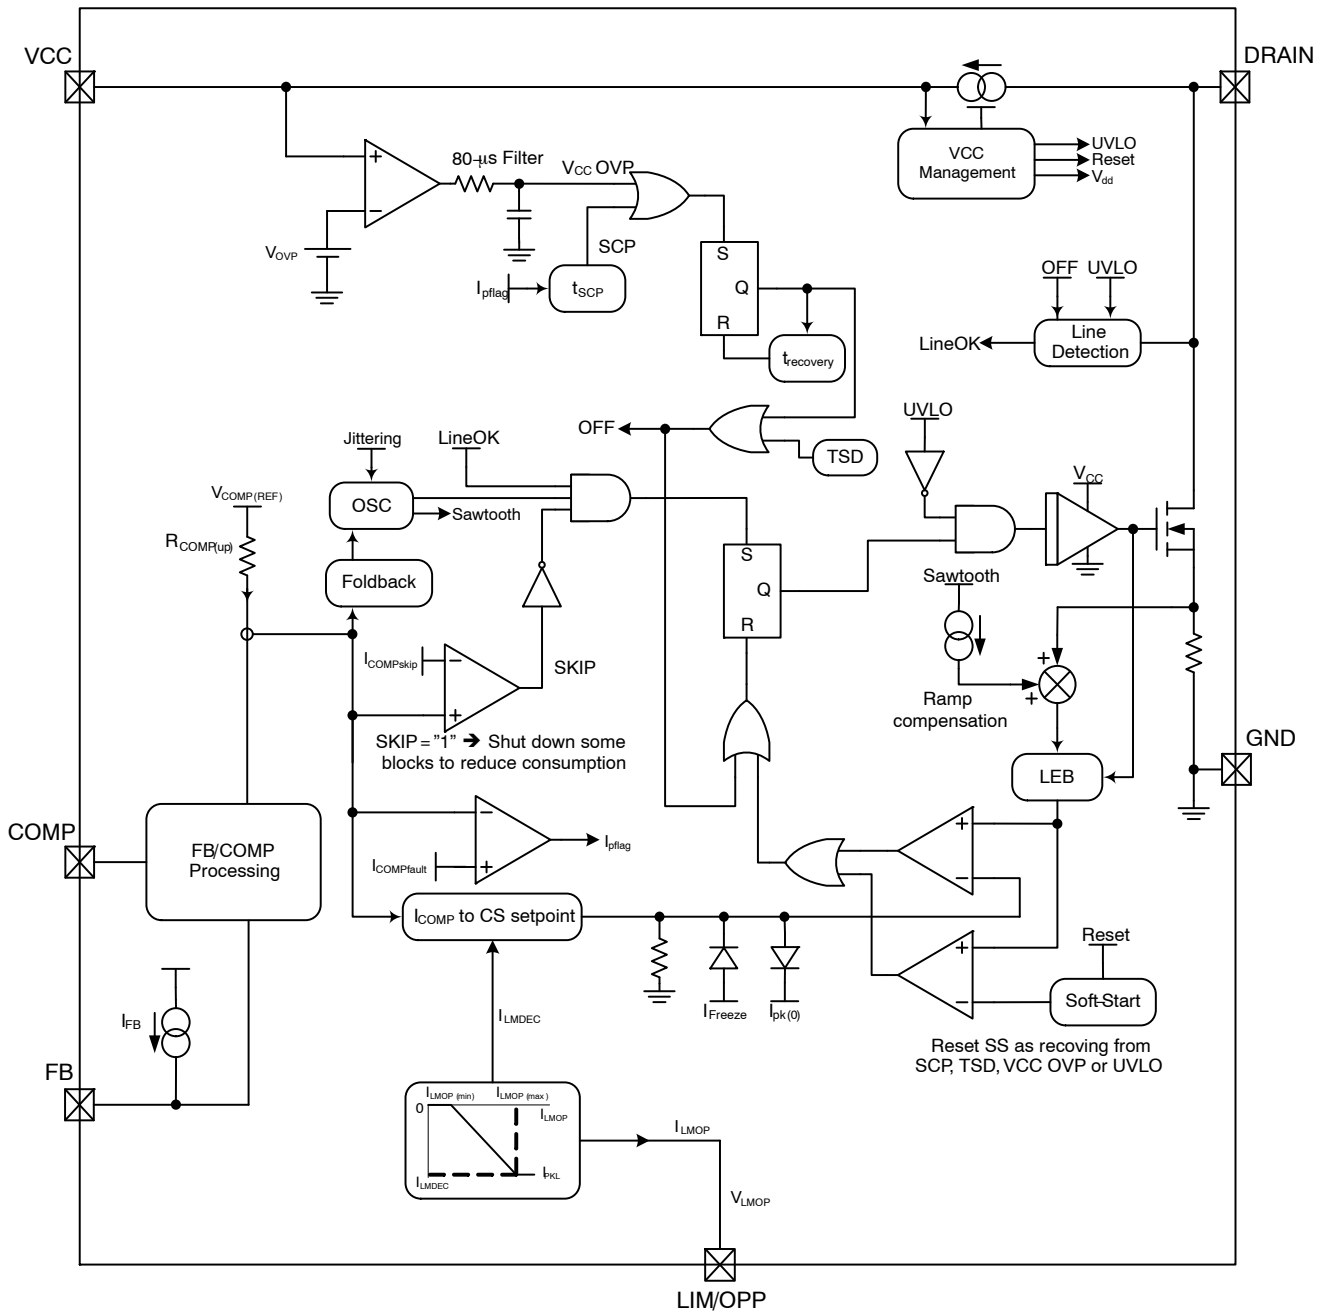 VCC
DRAIN
80-μs Filter
VCC OVP
+
−
VOVP
SCP
Ipflag
tSCP
S
Q
R
trecovery
VCC
Management
UVLO
Reset
Vdd
OFF
UVLO
Line
Detection
LineOK
OFF
TSD
UVLO
VCC
Jittering
LineOK
OSC
Sawtooth
Foldback
VCOMP(REF)
RCOMP(up)
S
Q
R
Sawtooth
+
+
Ramp
compensation
LEB
GND
ICOMPskip
−
+
SKIP
SKIP = ”1” ➔ Shut down some
blocks to reduce consumption
COMP
FB/COMP
Processing
−
+
ICOMPfault
Ipflag
+
−
ICOMP to CS setpoint
IFreeze
Ipk(0)
+
−
Reset
Soft-Start
Reset SS as recoving from
SCP, TSD, VCC OVP or UVLO
IFB
FB
ILMDEC
ILMOP (min)
ILMOP (max)
0
ILMOP
IPKL
ILMDEC
ILMOP
VLMOP
LIM/OPP